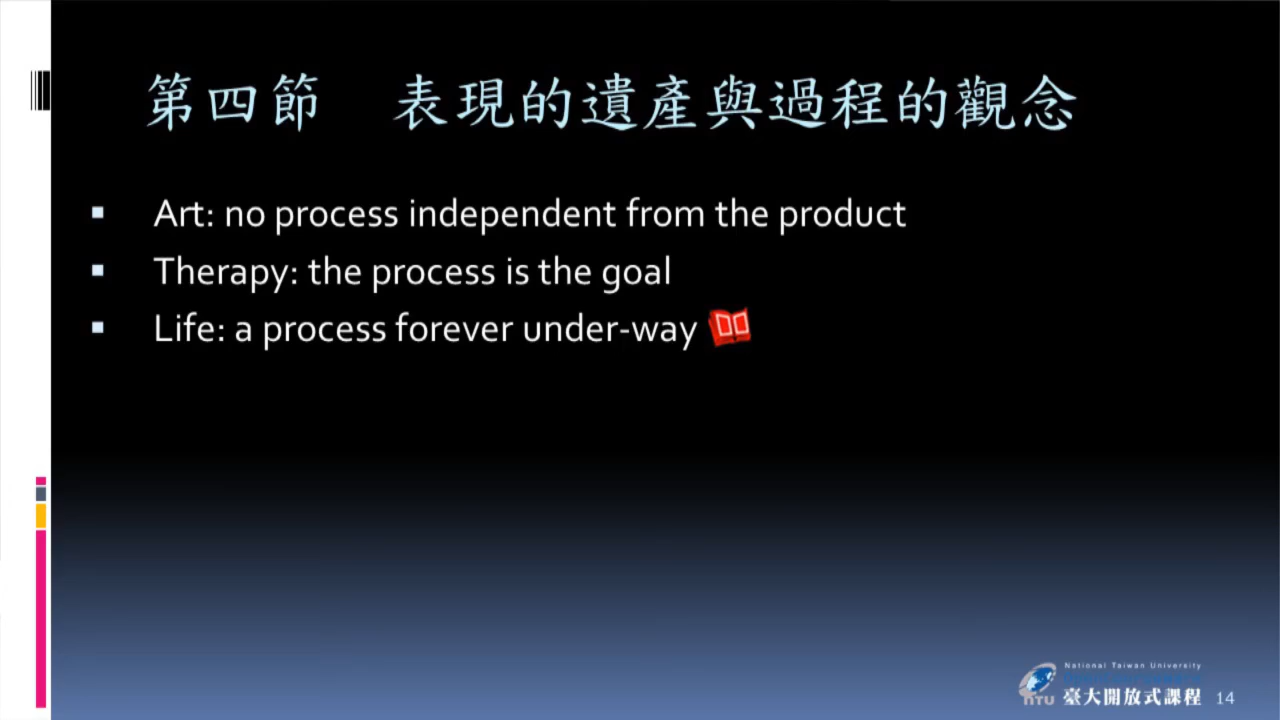 第四節　表現的遺產與過程的觀念
Art: no process independent from the product
Therapy: the process is the goal
Life: a process forever under-way
National Taiwan University
NTU 臺大開放式課程 14